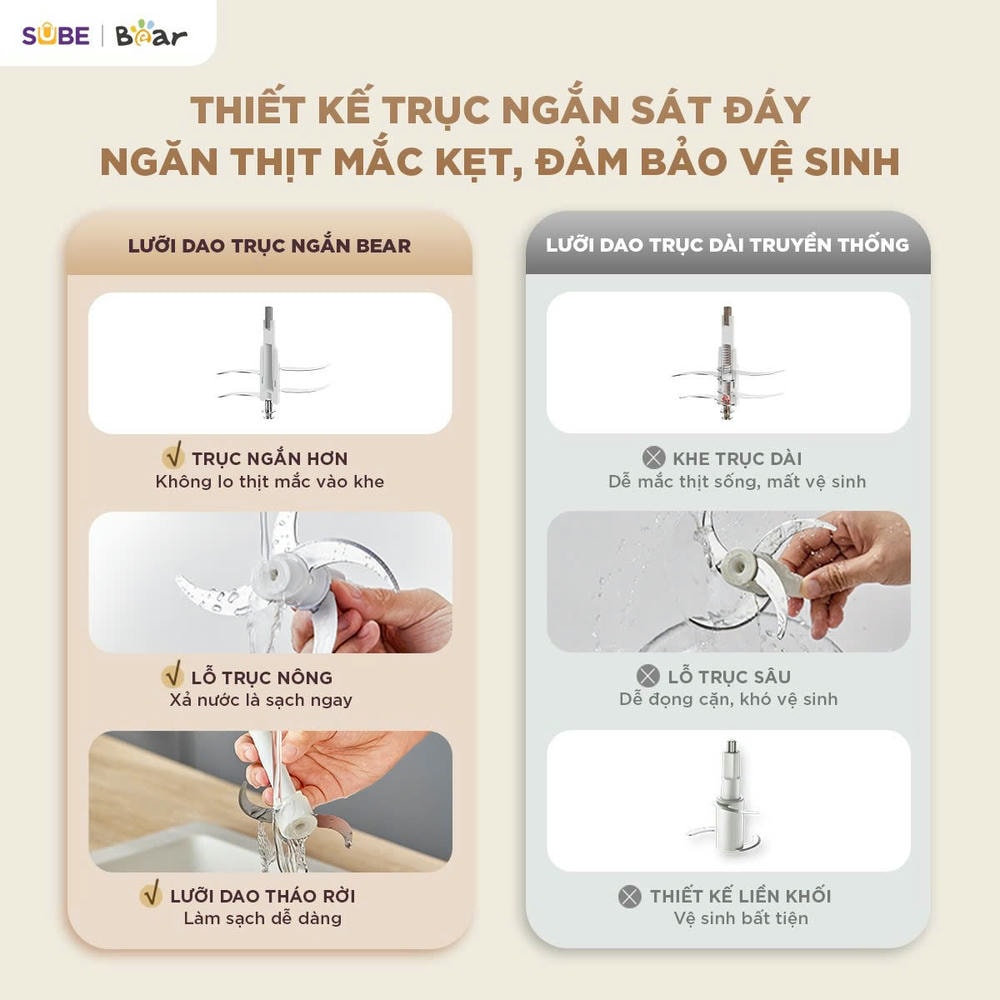 SUBE | Bear
THIẾT KẾ TRỤC NGẮN SÁT ĐÁY
NGĂN THỊT MẮC KẸT, ĐẢM BẢO VỆ SINH
LƯỠI DAO TRỤC NGẮN BEAR
TRỤC NGẮN HƠN
Không lo thịt mắc vào khe
LỖ TRỤC NÔNG
Xả nước là sạch ngay
LƯỠI DAO THÁO RỜI
Làm sạch dễ dàng
LƯỠI DAO TRỤC DÀI TRUYỀN THỐNG
KHE TRỤC DÀI
Dễ mắc thịt sống, mất vệ sinh
LỖ TRỤC SÂU
Dễ đọng cặn, khó vệ sinh
THIẾT KẾ LIỀN KHỐI
Vệ sinh bất tiện